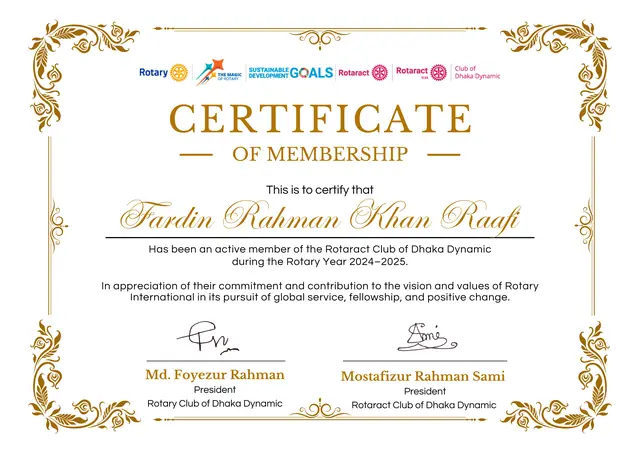 Rotary
THE MAGIC
OF ROTARY
SUSTAINABLE
DEVELOPMENT GOALS
Rotaract
Rotaract
Club of
Dhaka Dynamic
CERTIFICATE
OF MEMBERSHIP
This is to certify that
Fardin Rahman Khan Raafi
Has been an active member of the Rotaract Club of Dhaka Dynamic
during the Rotary Year 2024–2025.
In appreciation of their commitment and contribution to the vision and values of Rotary
International in its pursuit of global service, fellowship, and positive change.
Md. Foyezur Rahman
President
Rotary Club of Dhaka Dynamic
Mostafizur Rahman Sami
President
Rotaract Club of Dhaka Dynamic